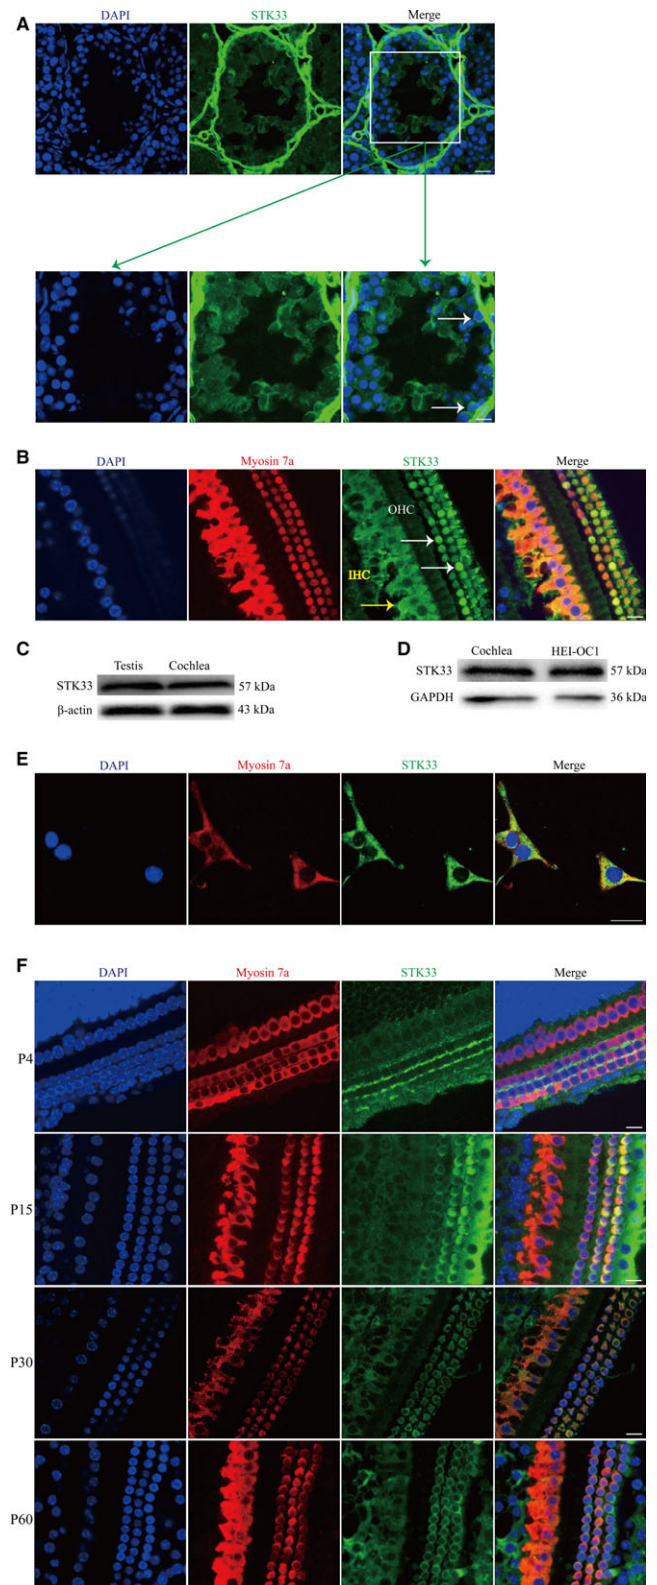 A
DAPI STK33 Merge
B
DAPI Myosin 7a STK33 Merge
OHC
IHC
C
Testis Cochlea
STK33 57 kDa
β-actin 43 kDa
D
Cochlea HEI-OC1
STK33 57 kDa
GAPDH 36 kDa
E
DAPI Myosin 7a STK33 Merge
F
DAPI Myosin 7a STK33 Merge
P4
P15
P30
P60